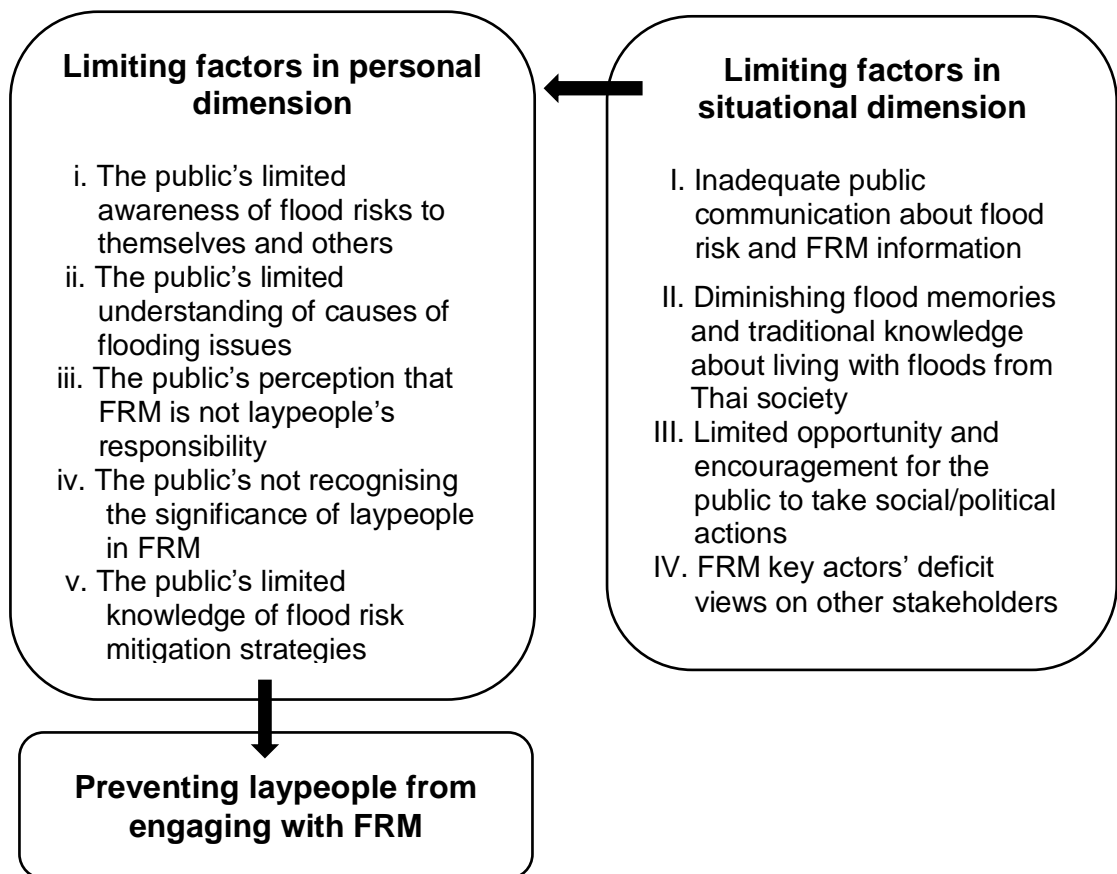 Limiting factors in personal
dimension
i. The public’s limited
awareness of flood risks to
themselves and others
ii. The public’s limited
understanding of causes of
flooding issues
iii. The public’s perception that
FRM is not laypeople’s
responsibility
iv. The public’s not recognising
the significance of laypeople
in FRM
v. The public’s limited
knowledge of flood risk
mitigation strategies
Limiting factors in
situational dimension
I. Inadequate public
communication about flood
risk and FRM information
II. Diminishing flood memories
and traditional knowledge
about living with floods from
Thai society
III. Limited opportunity and
encouragement for the
public to take social/political
actions
IV. FRM key actors’ deficit
views on other stakeholders
Preventing laypeople from
engaging with FRM